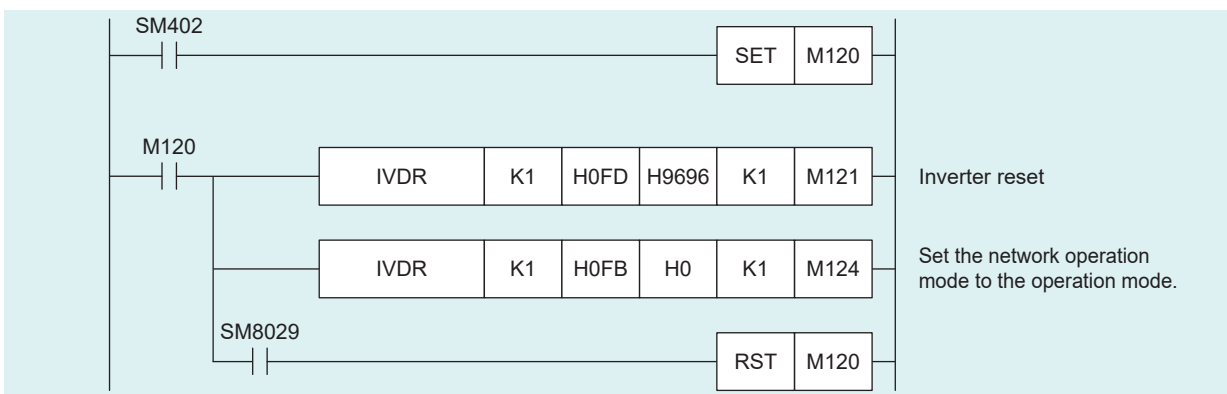 SM402
SET M120
M120
IVDR K1 H0FD H9696 K1 M121 Inverter reset
IVDR K1 H0FB H0 K1 M124 Set the network operation
mode to the operation mode.
SM8029
RST M120